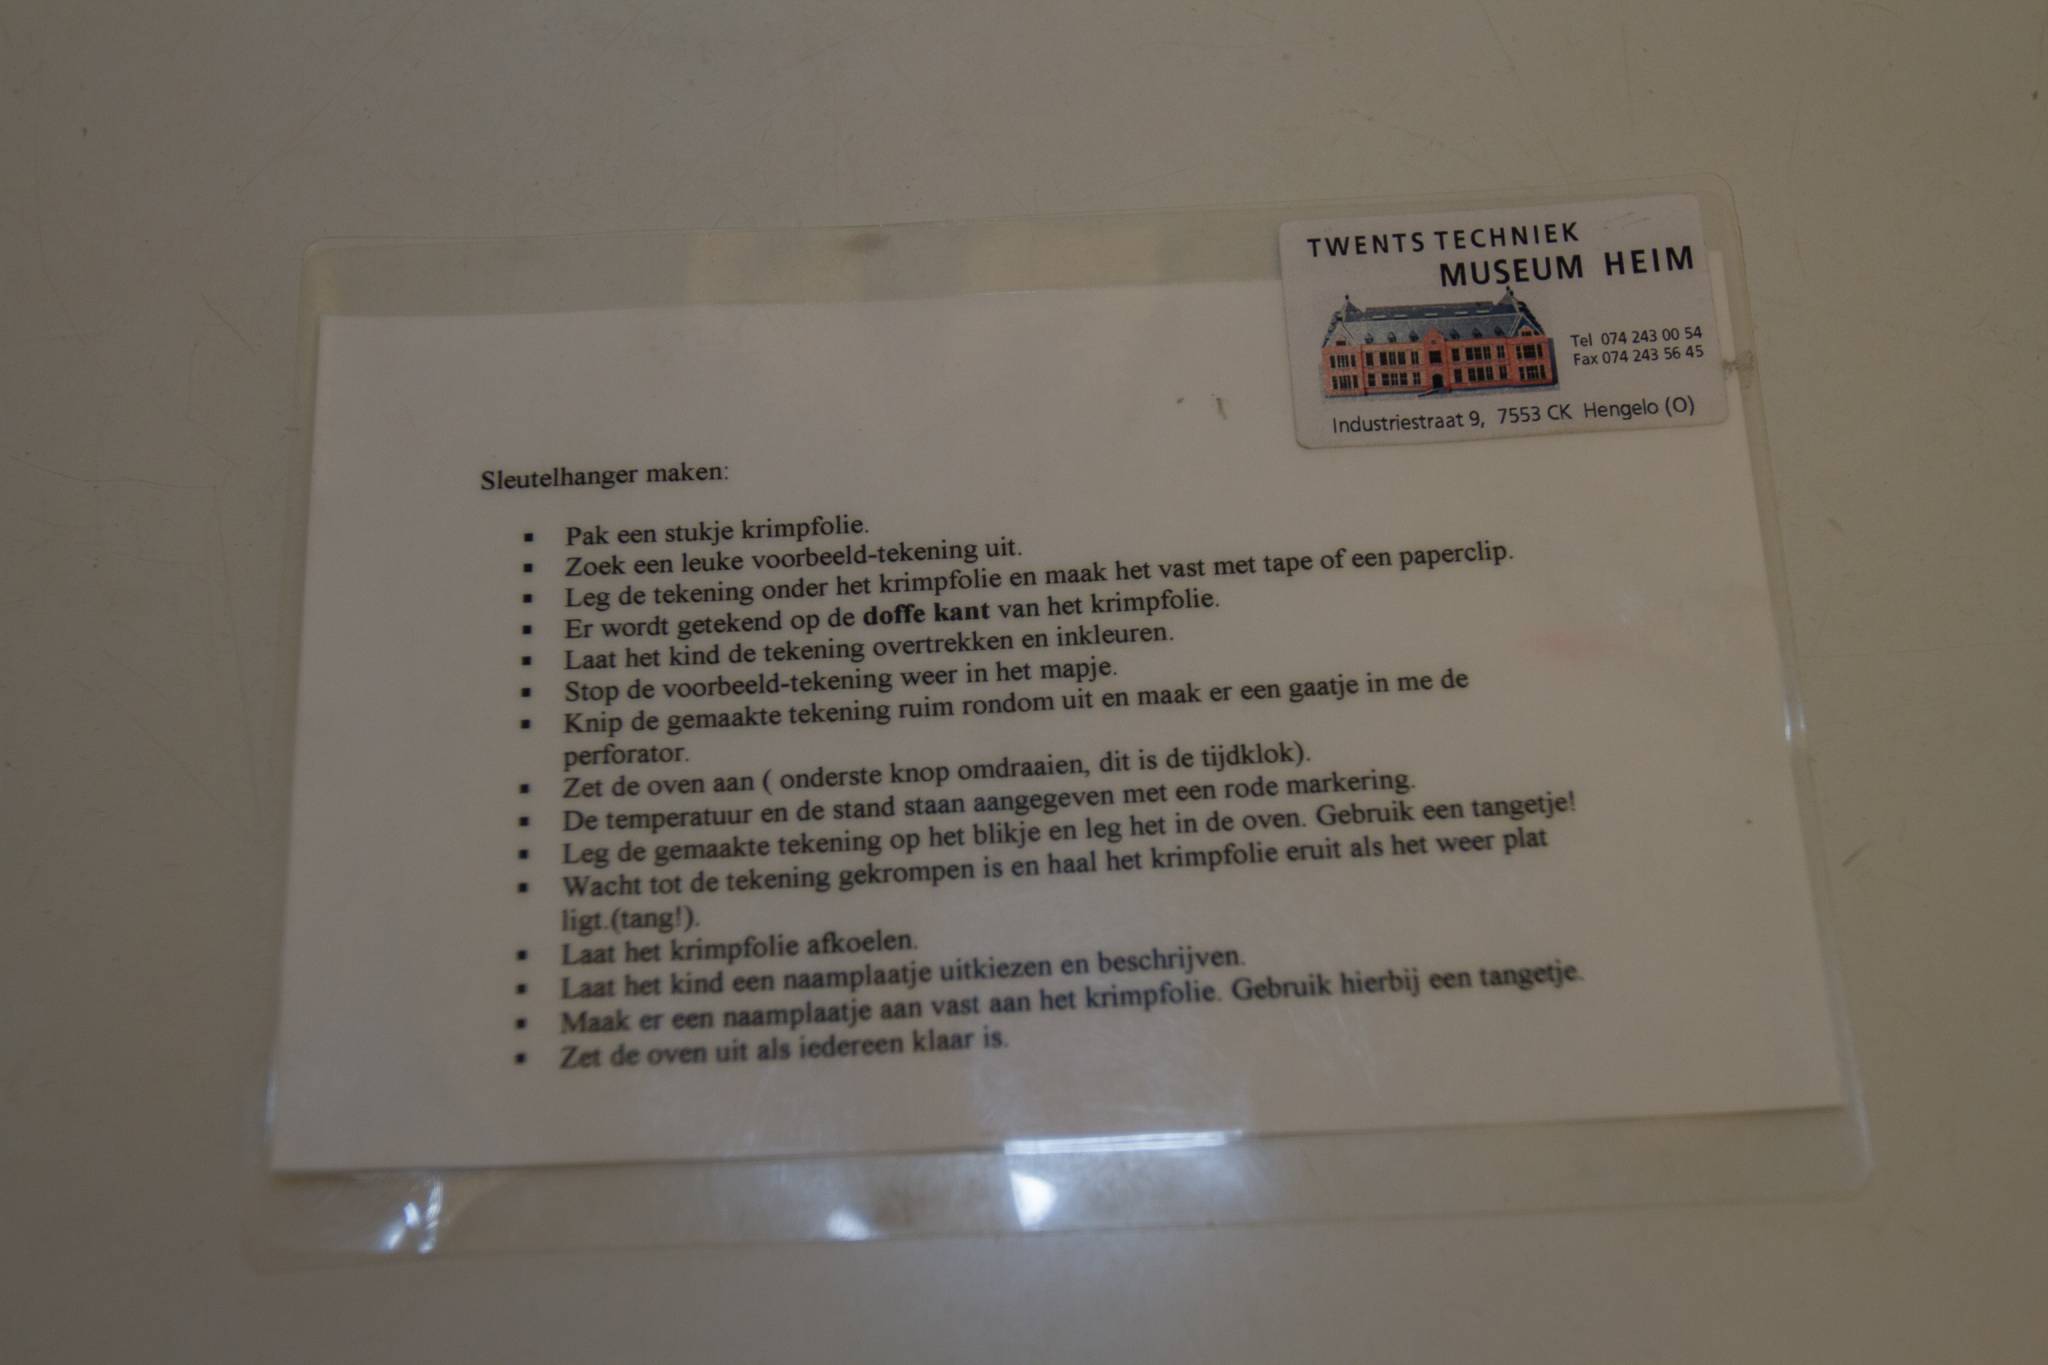 TWENTS TECHNIEK
MUSEUM HEIM
Tel 074 243 00 54
Fax 074 243 56 45
Industriestraat 9, 7553 CK Hengelo (O)
Sleutelhanger maken:
▪ Pak een stukje krimpfolie.
▪ Zoek een leuke voorbeeld-tekening uit.
▪ Leg de tekening onder het krimpfolie en maak het vast met tape of een paperclip.
▪ Er wordt getekend op de doffe kant van het krimpfolie.
▪ Laat het kind de tekening overtrekken en inkleuren.
▪ Stop de voorbeeld-tekening weer in het mapje.
▪ Knip de gemaakte tekening ruim rondom uit en maak er een gaatje in me de
perforator.
▪ Zet de oven aan ( onderste knop omdraaien, dit is de tijdklok).
▪ De temperatuur en de stand staan aangegeven met een rode markering.
▪ Leg de gemaakte tekening op het blikje en leg het in de oven. Gebruik een tangetje!
▪ Wacht tot de tekening gekrompen is en haal het krimpfolie eruit als het weer plat
ligt.(tang!).
▪ Laat het krimpfolie afkoelen.
▪ Laat het kind een naamplaatje uitkiezen en beschrijven.
▪ Maak er een naamplaatje aan vast aan het krimpfolie. Gebruik hierbij een tangetje.
▪ Zet de oven uit als iedereen klaar is.